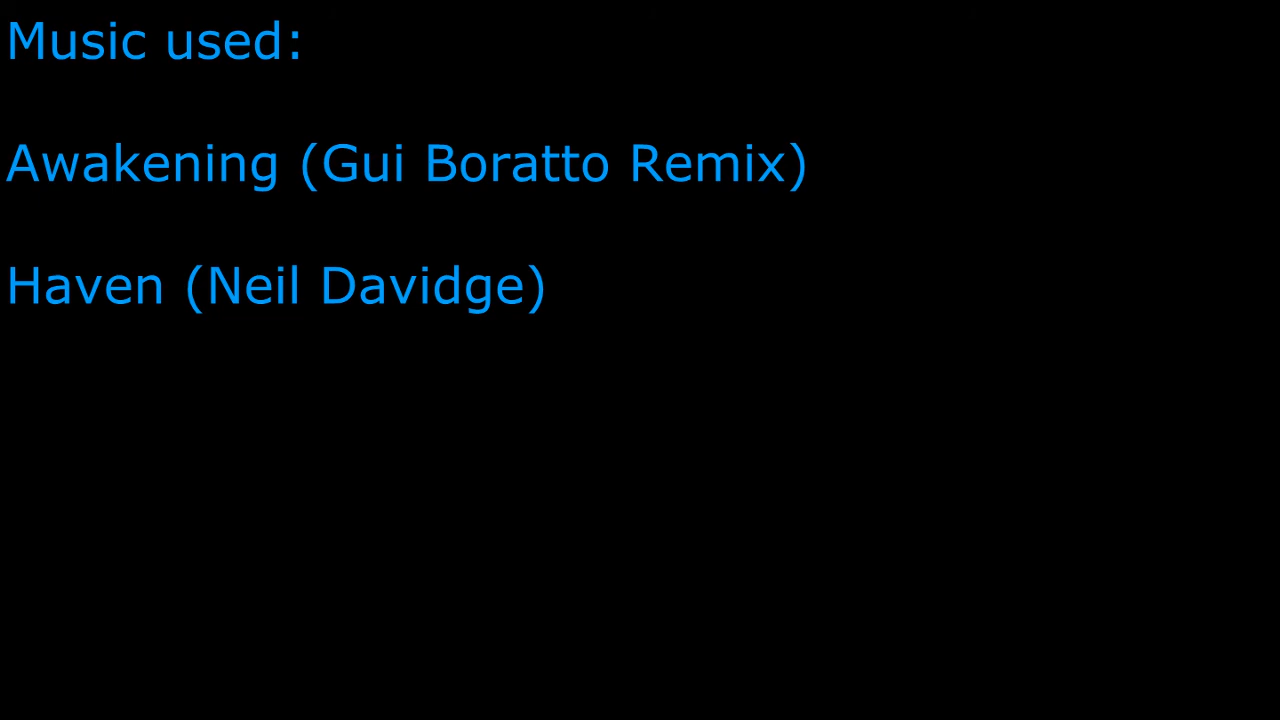 Music used:
Awakening (Gui Boratto Remix)
Haven (Neil Davidge)